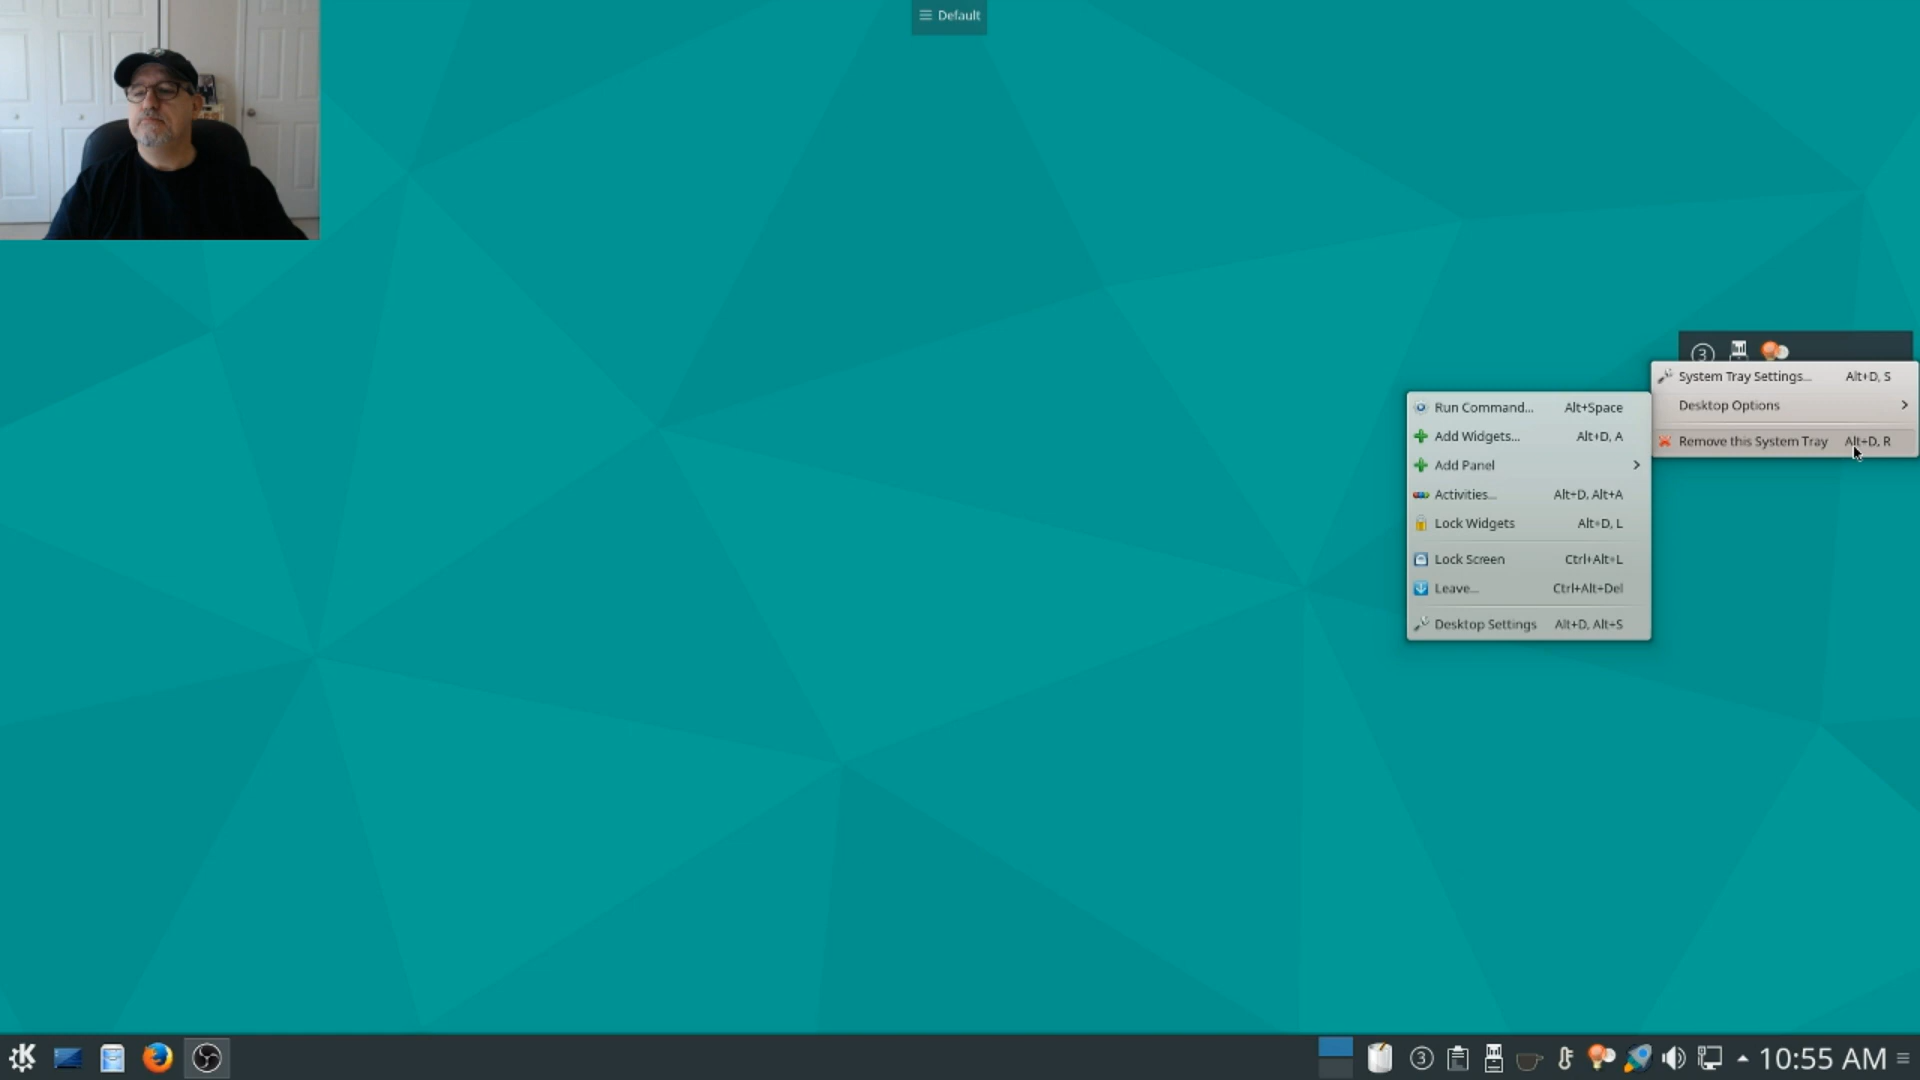 Default
3
System Tray Settings... Alt+D, S
Desktop Options
Remove this System Tray Alt+D, R
Run Command... Alt+Space
Add Widgets... Alt+D, A
Add Panel
Activities... Alt+D, Alt+A
Lock Widgets Alt+D, L
Lock Screen Ctrl+Alt+L
Leave... Ctrl+Alt+Del
Desktop Settings Alt+D, Alt+S
3
10:55 AM